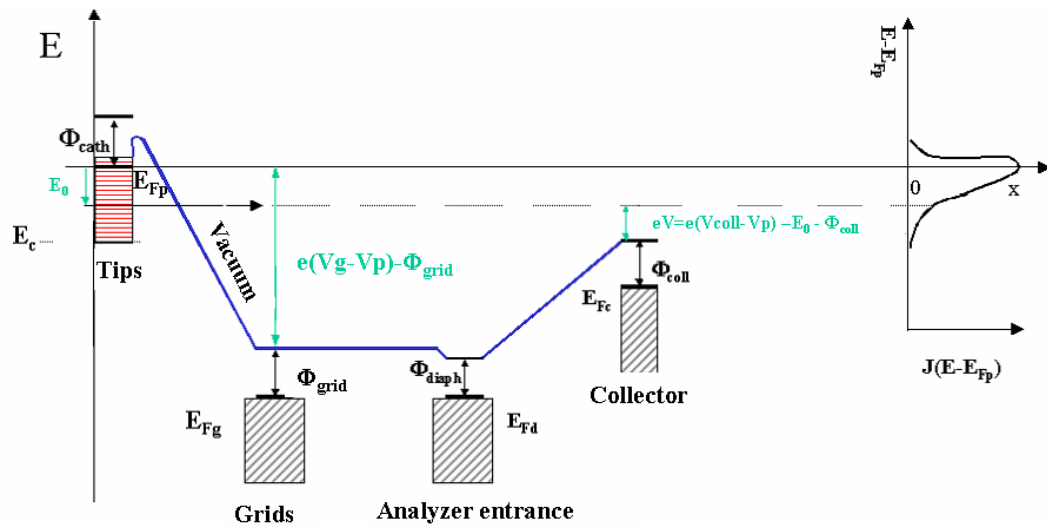 E
E-E_Fp
Φ_cath
E_0
E_Fp
0
x
E_c
Tips
Vacuum
e(Vg-Vp)-Φ_grid
eV=e(Vcoll-Vp) –E_0 - Φ_coll
Φ_coll
E_Fc
Φ_grid
Φ_diaph
J(E-E_Fp)
Collector
E_Fg
E_Fd
Grids
Analyzer entrance